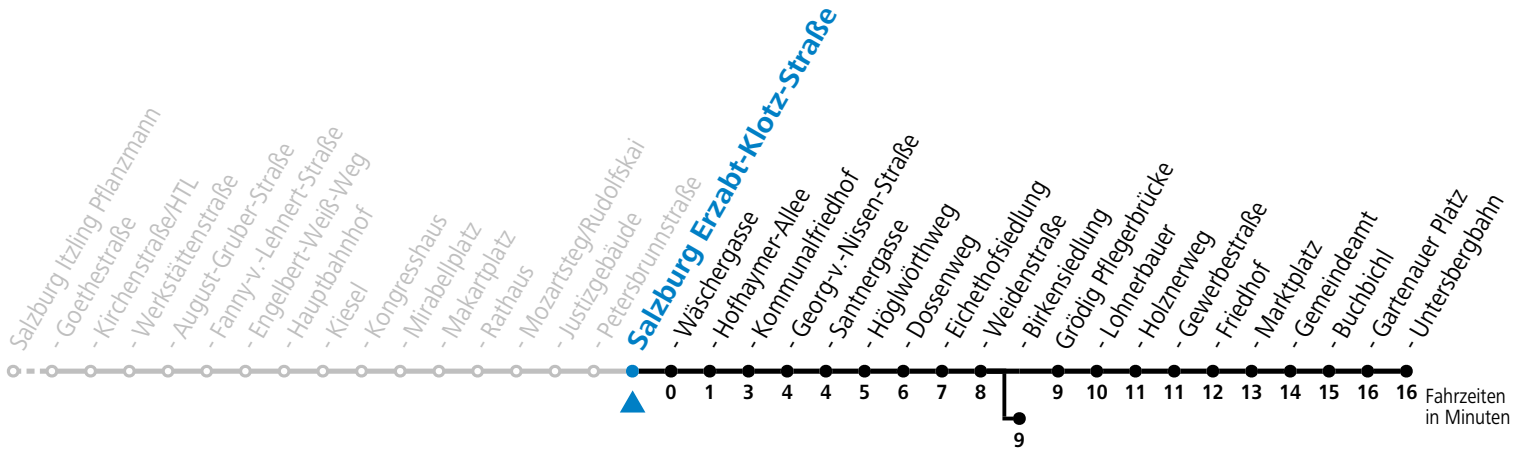 Salzburg Itzling Pflanzmann
- Goethestraße
- Kirchenstraße/HTL
- Werkstättenstraße
- August-Gruber-Straße
- Fanny-v.-Lehnert-Straße
- Engelbert-Weiß-Weg
- Hauptbahnhof
- Kiesel
- Kongresshaus
- Mirabellplatz
- Makartplatz
- Rathaus
- Mozartsteg/Rudolfskai
- Justizgebäude
- Petersbrunnstraße
Salzburg Erzabt-Klotz-Straße
- Wäschergasse
- Hofhaymer-Allee
- Kommunalfriedhof
- Georg-v.-Nissen-Straße
- Santnergasse
- Höglwörthweg
- Dossenweg
- Eichethofsiedlung
- Weidenstraße
- Birkensiedlung
Grödig Pflegerbrücke
- Lohnerbauer
- Holznerweg
- Gewerbestraße
- Friedhof
- Marktplatz
- Gemeindeamt
- Buchbichl
- Gartenauer Platz
- Untersbergbahn
0 1 3 4 4 5 6 7 8 9 10 11 11 12 13 14 15 16 16
Fahrzeiten
in Minuten
9